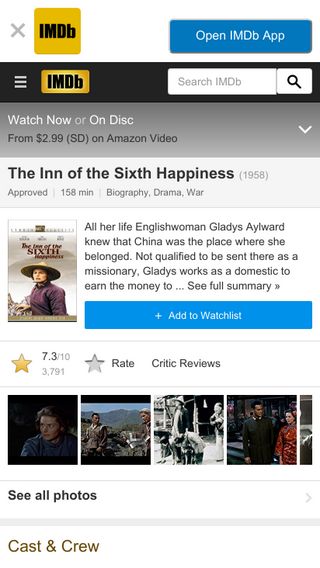 IMDb
Open IMDb App
IMDb
Search IMDb
Watch Now or On Disc
From $2.99 (SD) on Amazon Video
The Inn of the Sixth Happiness (1958)
Approved | 158 min | Biography, Drama, War
The Inn of the
SIXTH
Happiness
All her life Englishwoman Gladys Aylward
knew that China was the place where she
belonged. Not qualified to be sent there as a
missionary, Gladys works as a domestic to
earn the money to ... See full summary »
+ Add to Watchlist
7.3/10
3,791
Rate
Critic Reviews
See all photos
Cast & Crew